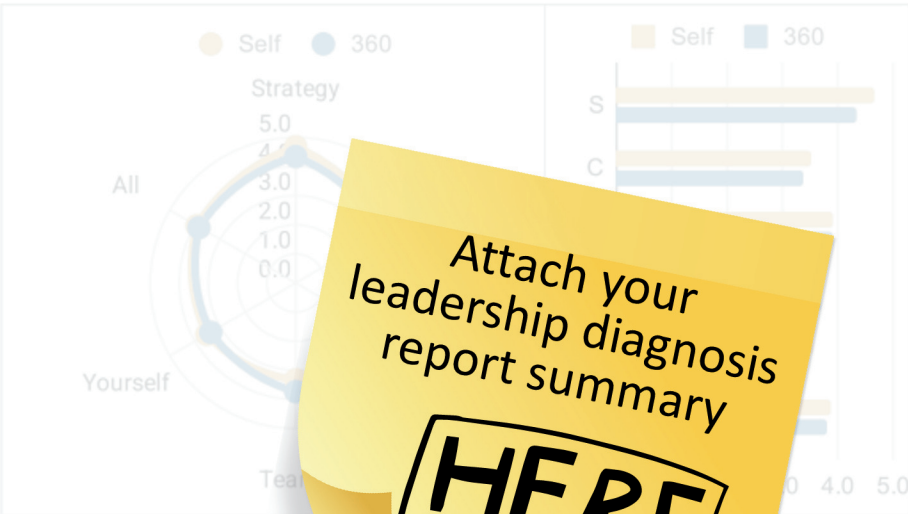 Self 360
Strategy
5.0
3.0
2.0
1.0
0.0
All
Yourself
Self 360
S
C
4.0 5.0
Attach your
leadership diagnosis
report summary
HERE